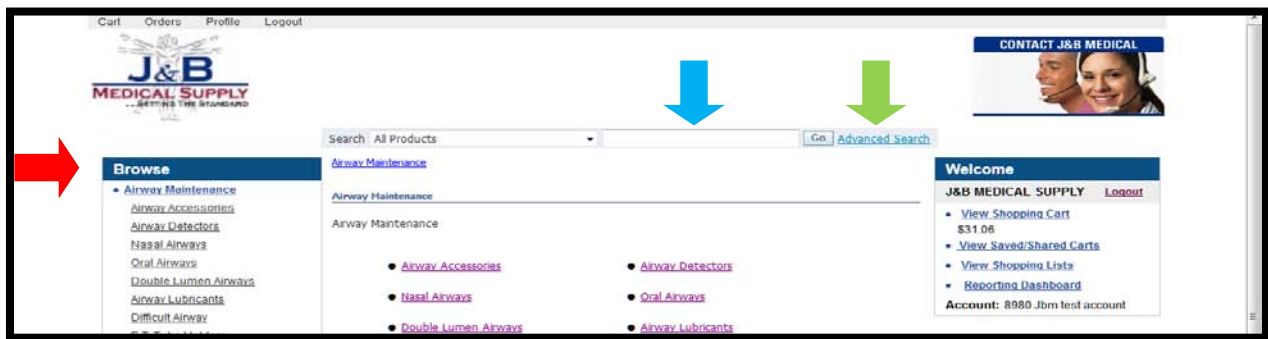 Cart Orders Profile Logout
J&B
MEDICAL SUPPLY
...SETTING THE STANDARD
CONTACT J&B MEDICAL
Search All Products Go Advanced Search
Browse
Airway Maintenance
Airway Accessories
Airway Detectors
Nasal Airways
Oral Airways
Double Lumen Airways
Airway Lubricants
Difficult Airway
Airway Maintenance
Airway Maintenance
Airway Maintenance
Airway Accessories
Airway Detectors
Nasal Airways
Oral Airways
Double Lumen Airways
Airway Lubricants
Welcome
J&B MEDICAL SUPPLY Logout
View Shopping Cart
$31.06
View Saved/Shared Carts
View Shopping Lists
Reporting Dashboard
Account: 8980 Jbm test account